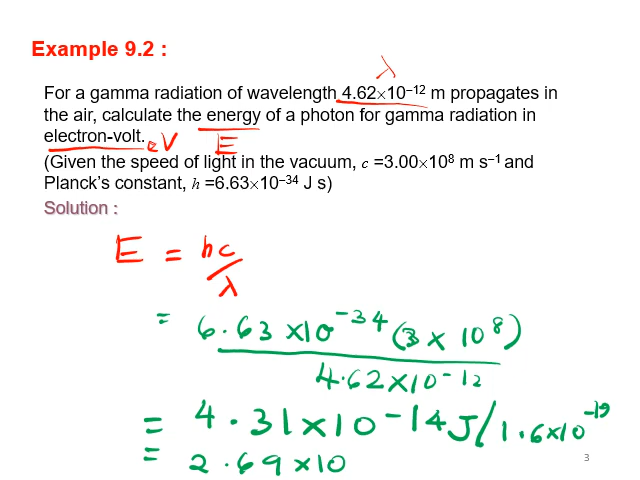 Example 9.2 :
λ
For a gamma radiation of wavelength 4.62×10⁻¹² m propagates in
the air, calculate the energy of a photon for gamma radiation in
electron-volt. eV E
(Given the speed of light in the vacuum, c =3.00×10⁸ m s⁻¹ and
Planck's constant, h =6.63×10⁻³⁴ J s)
Solution :
E = hc/λ
= 6.63 ×10⁻³⁴ (3 × 10⁸)
4.62×10⁻¹²
= 4.31×10⁻¹⁴J/1.6×10⁻¹⁹
= 2.69 ×10
3